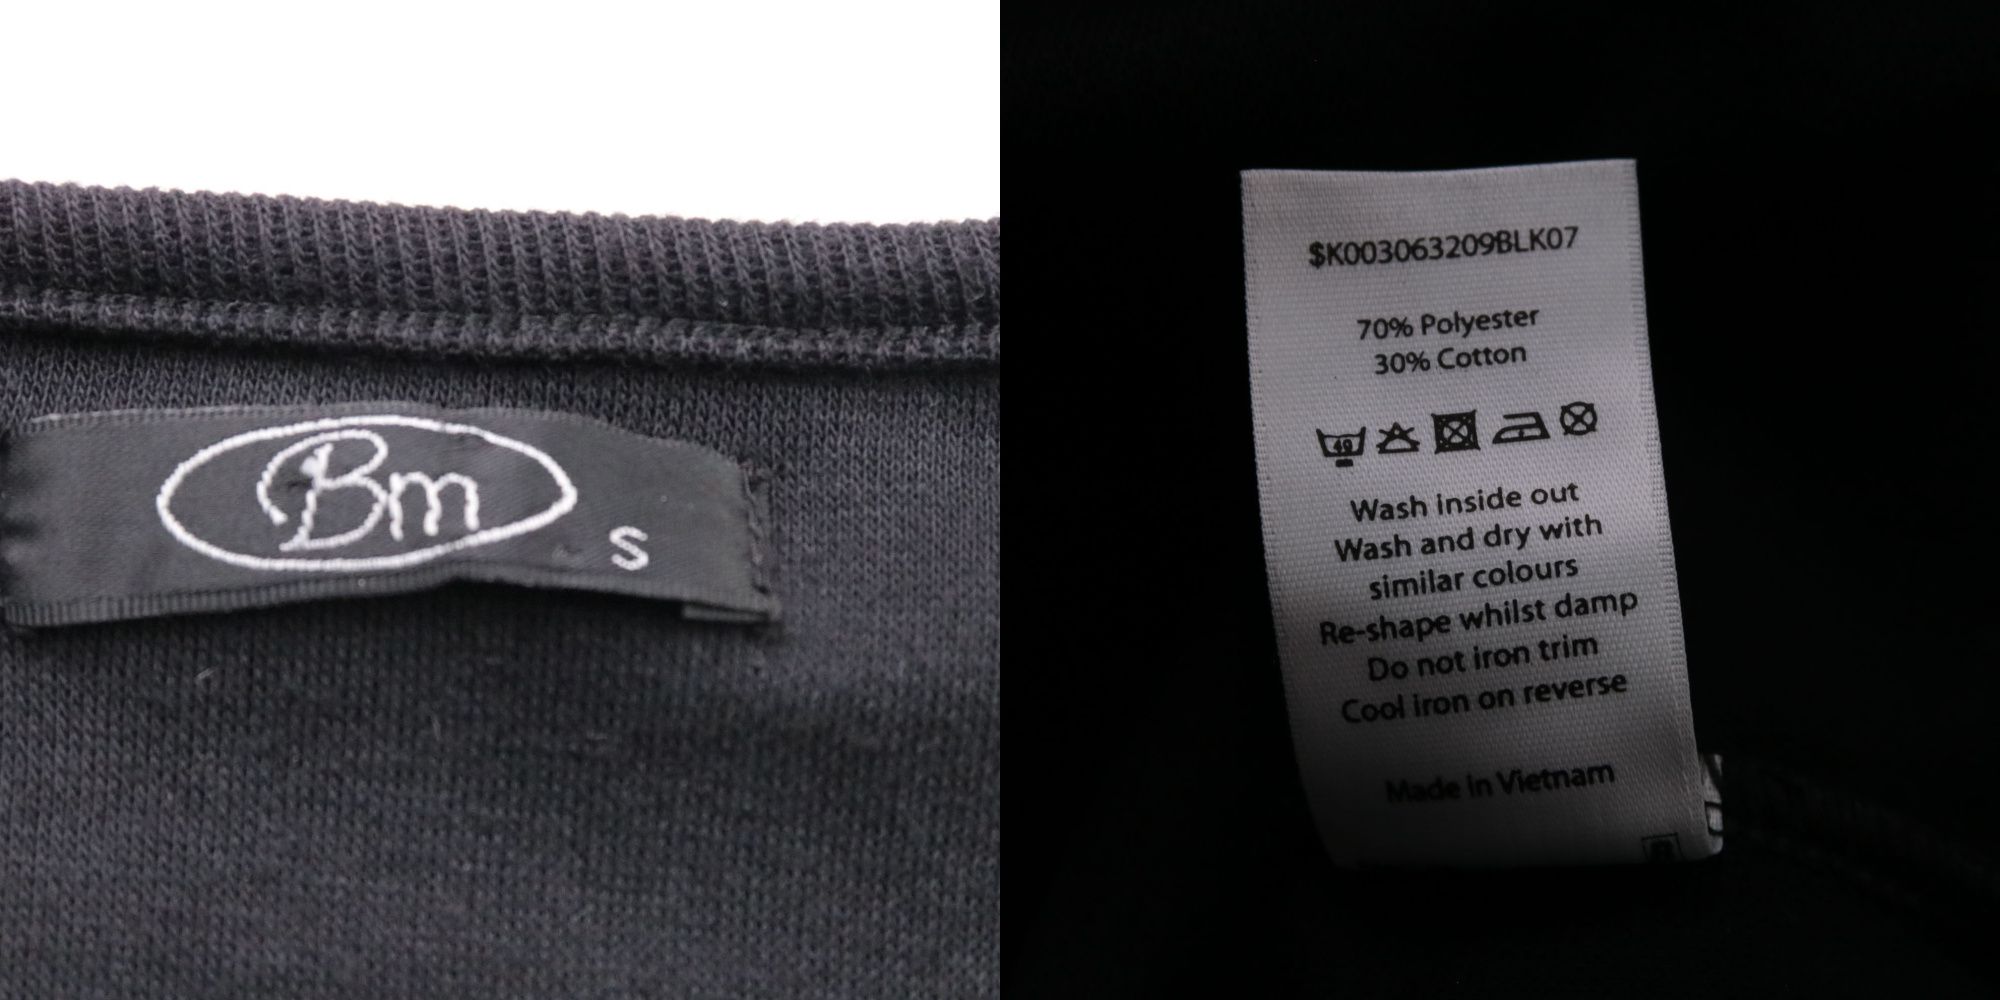 Bm
S
$K003063209BLK07
70% Polyester
30% Cotton
40
Wash inside out
Wash and dry with
similar colours
Re-shape whilst damp
Do not iron trim
Cool iron on reverse
Made in Vietnam